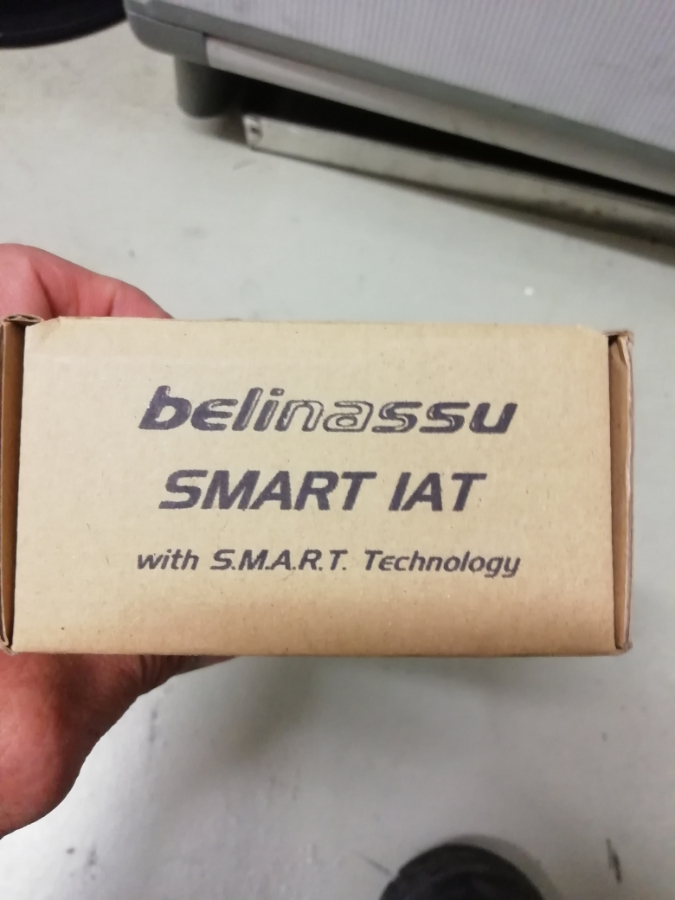 belinassu
SMART IAT
with S.M.A.R.T. Technology